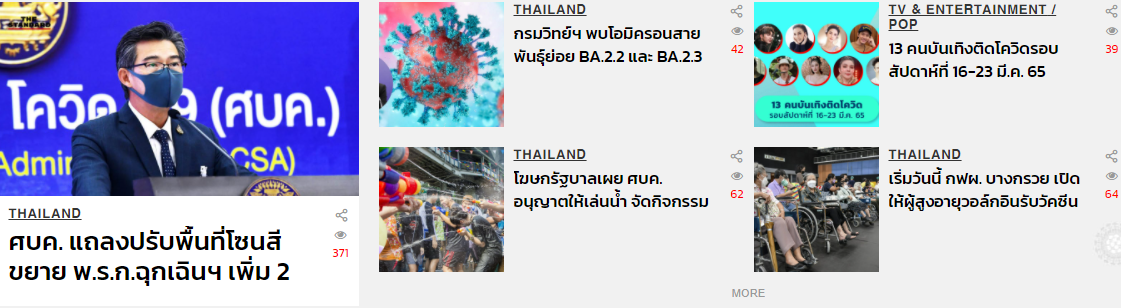 THE STANDARD
โควิด 9 (ศบค.)
Admin CSA)
THAILAND
371
ศบค. แถลงปรับพื้นที่โซนสี
ขยาย พ.ร.ก.ฉุกเฉินฯ เพิ่ม 2
THAILAND
กรมวิทย์ฯ พบโอมิครอนสาย
พันธุ์ย่อย BA.2.2 และ BA.2.3
42
THAILAND
โฆษกรัฐบาลเผย ศบค.
อนุญาตให้เล่นน้ำ จัดกิจกรรม
62
13 คนบันเทิงติดโควิด
รอบสัปดาห์ที่ 16-23 มี.ค. 65
TV & ENTERTAINMENT /
POP
13 คนบันเทิงติดโควิดรอบ
สัปดาห์ที่ 16-23 มี.ค. 65
39
THAILAND
เริ่มวันนี้ กฟผ. บางกรวย เปิด
ให้ผู้สูงอายุวอล์กอินรับวัคซีน
64
MORE